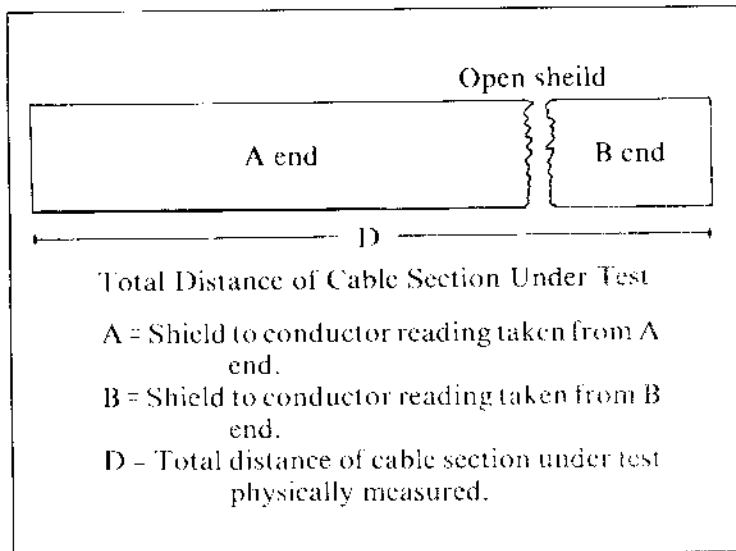 Open sheild
A end
B end
D
Total Distance of Cable Section Under Test
A = Shield to conductor reading taken from A
end.
B = Shield to conductor reading taken from B
end.
D – Total distance of cable section under test
physically measured.